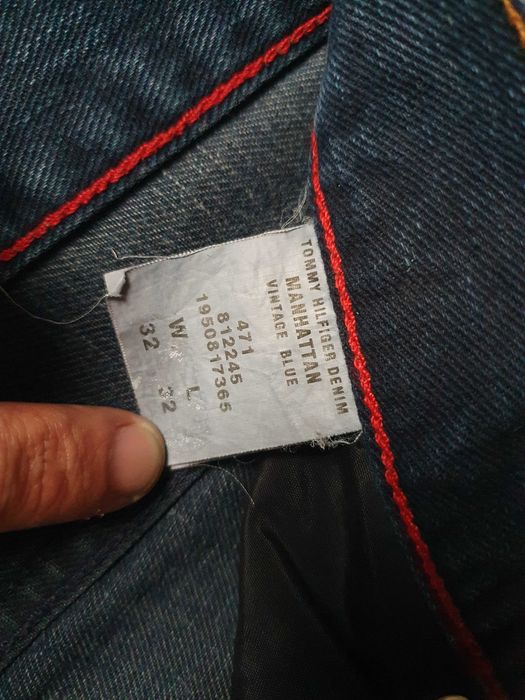 TOMMY HILFIGER DENIM
MANHATTAN
VINTAGE BLUE
471
812245
1950817365
W L
32 32